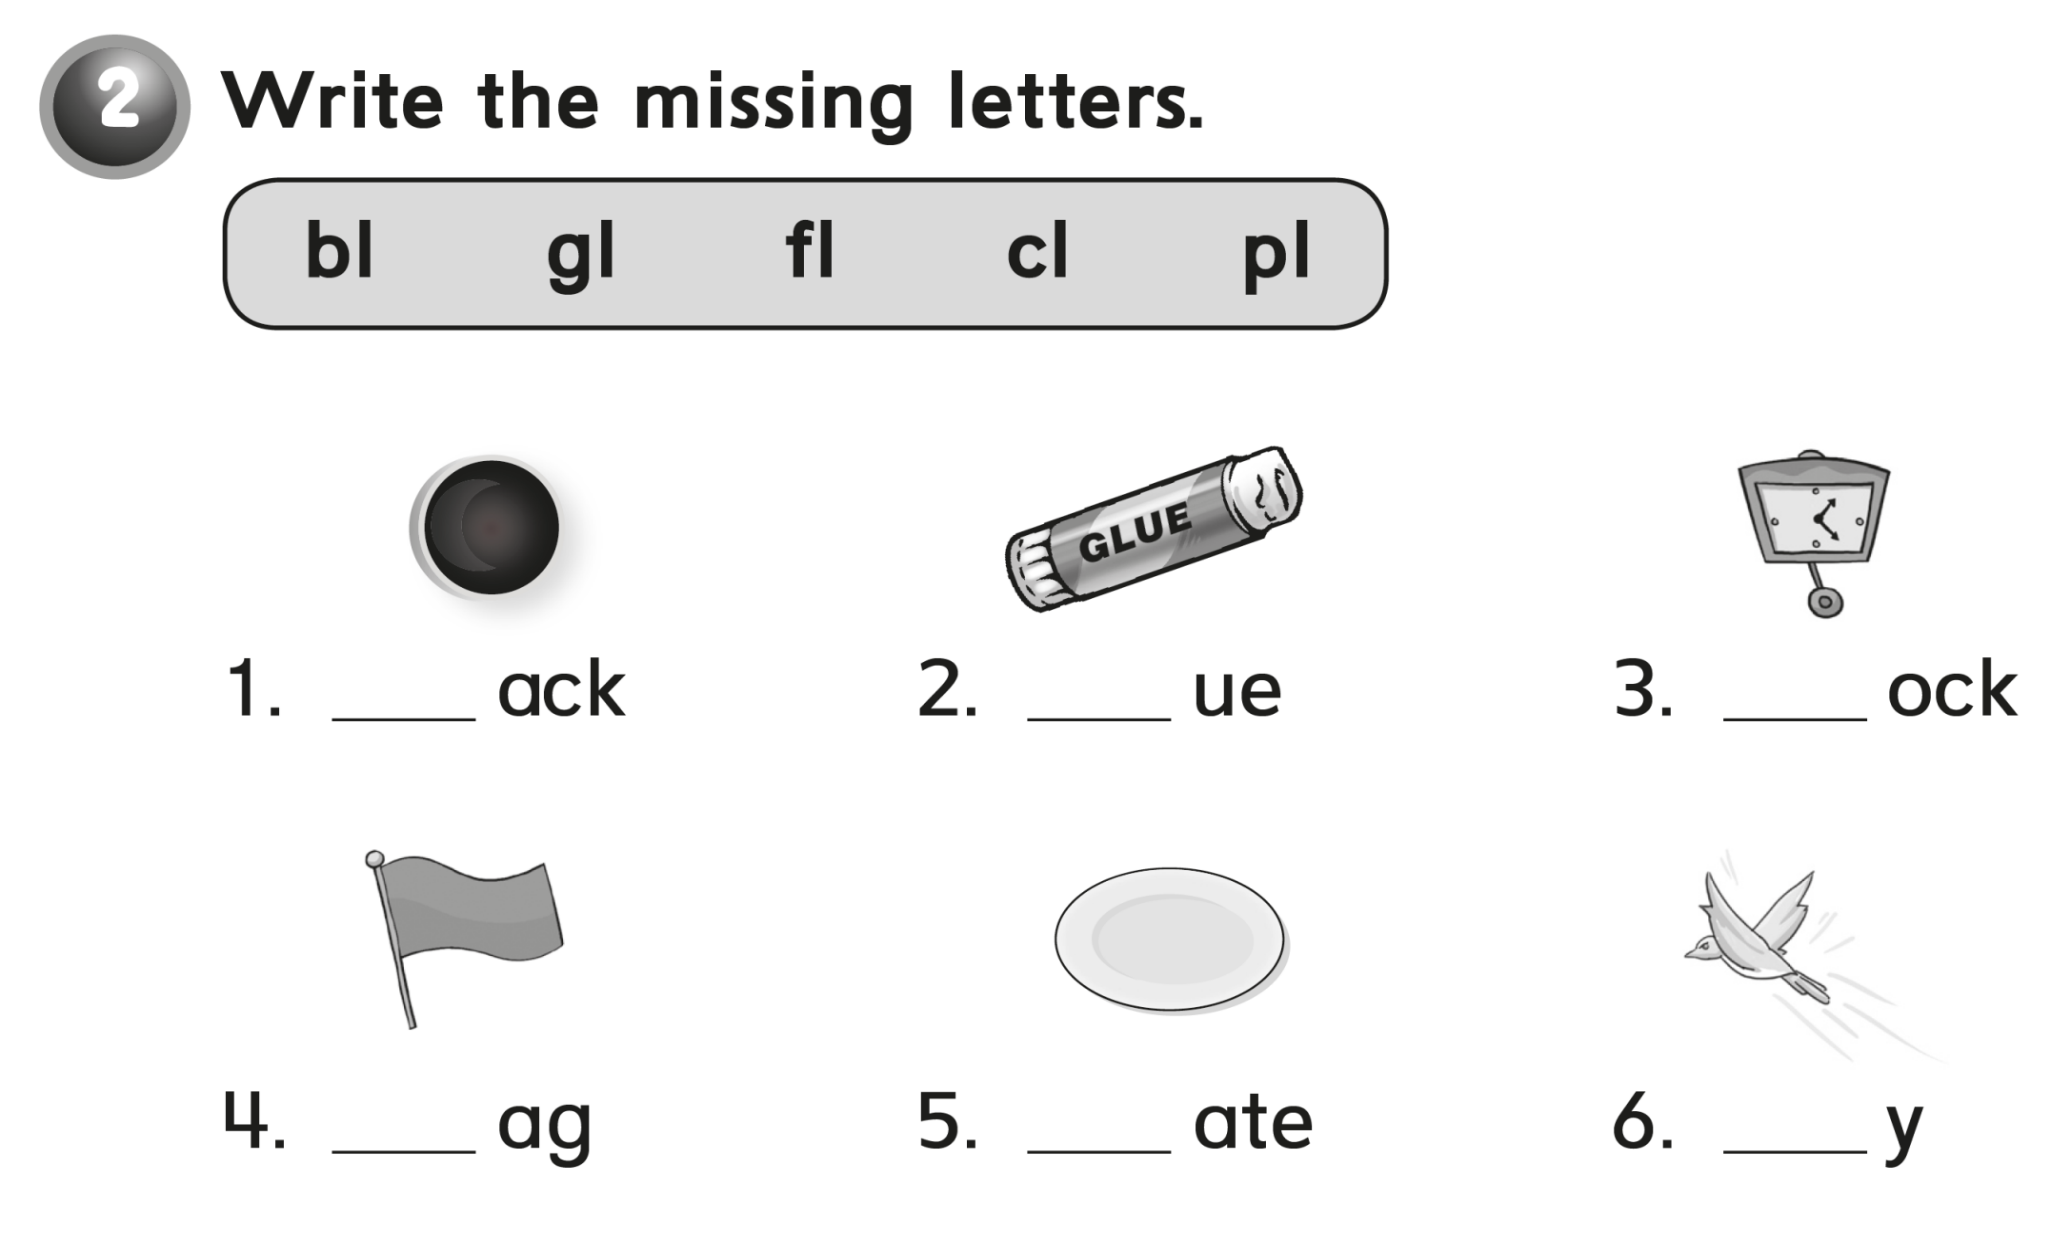 2 Write the missing letters.
bl gl fl cl pl
GLUE
1. ____ ack 2. ____ ue 3. ____ ock
4. ____ ag 5. ____ ate 6. ____ y